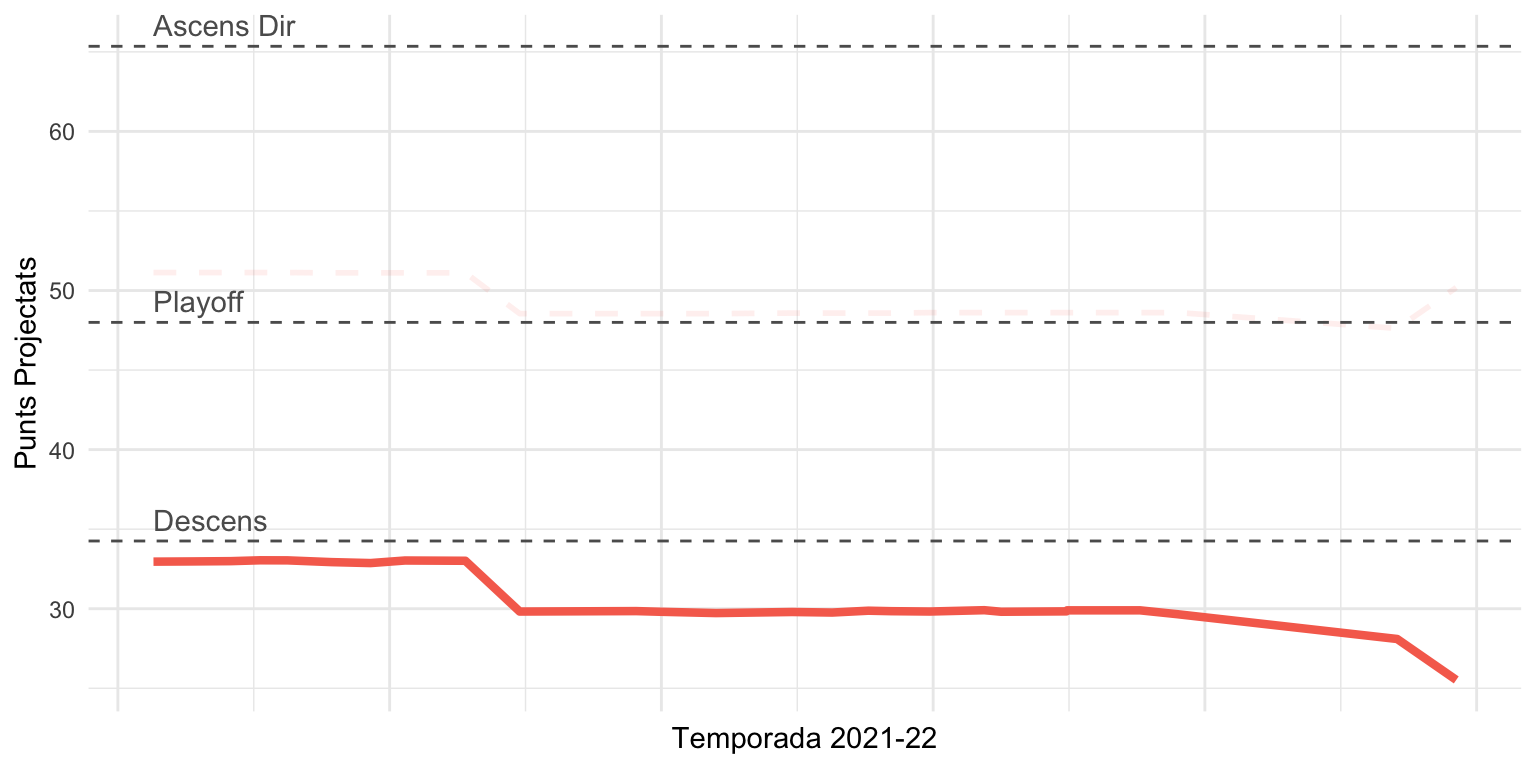 Ascens Dir
60
50
Playoff
Punts Projectats
40
Descens
30
Temporada 2021-22